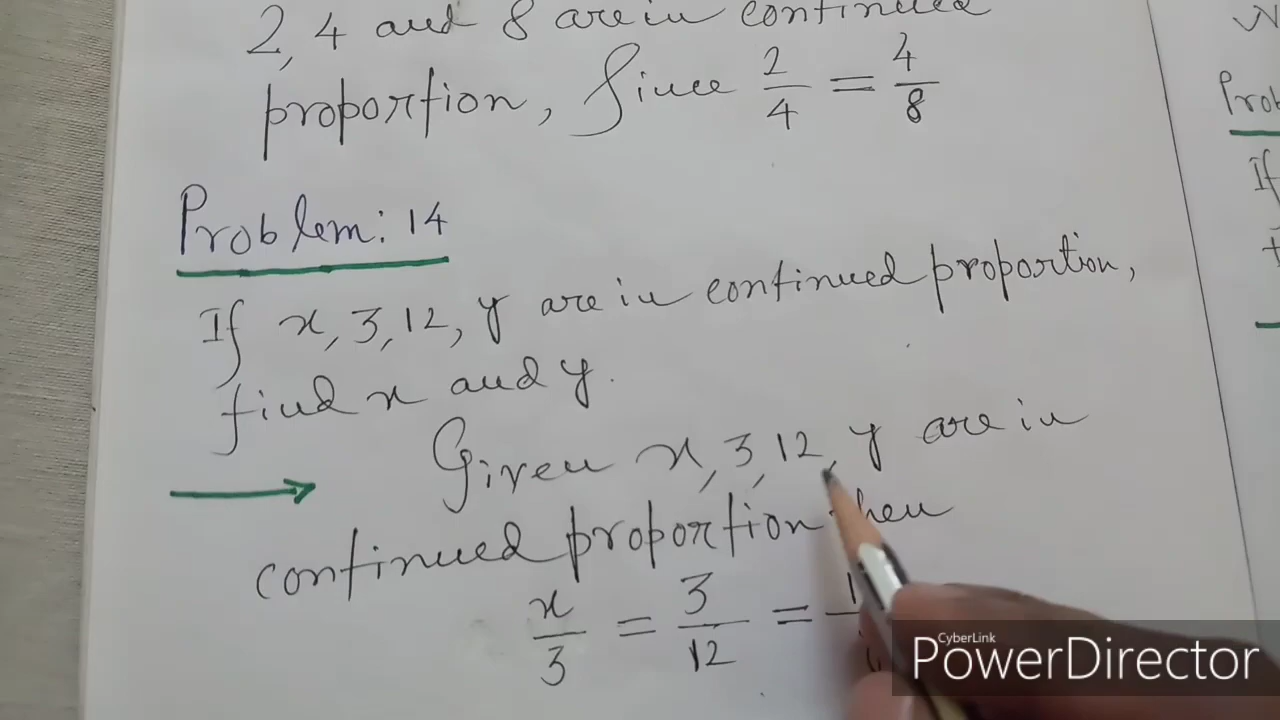 2, 4 and 8 are in continued
proportion, Since 2/4 = 4/8
Problem: 14
If x, 3, 12, y are in continued proportion,
find x and y.
Given x, 3, 12, y are in
continued proportion then
x/3 = 3/12 =
If
CyberLink
PowerDirector